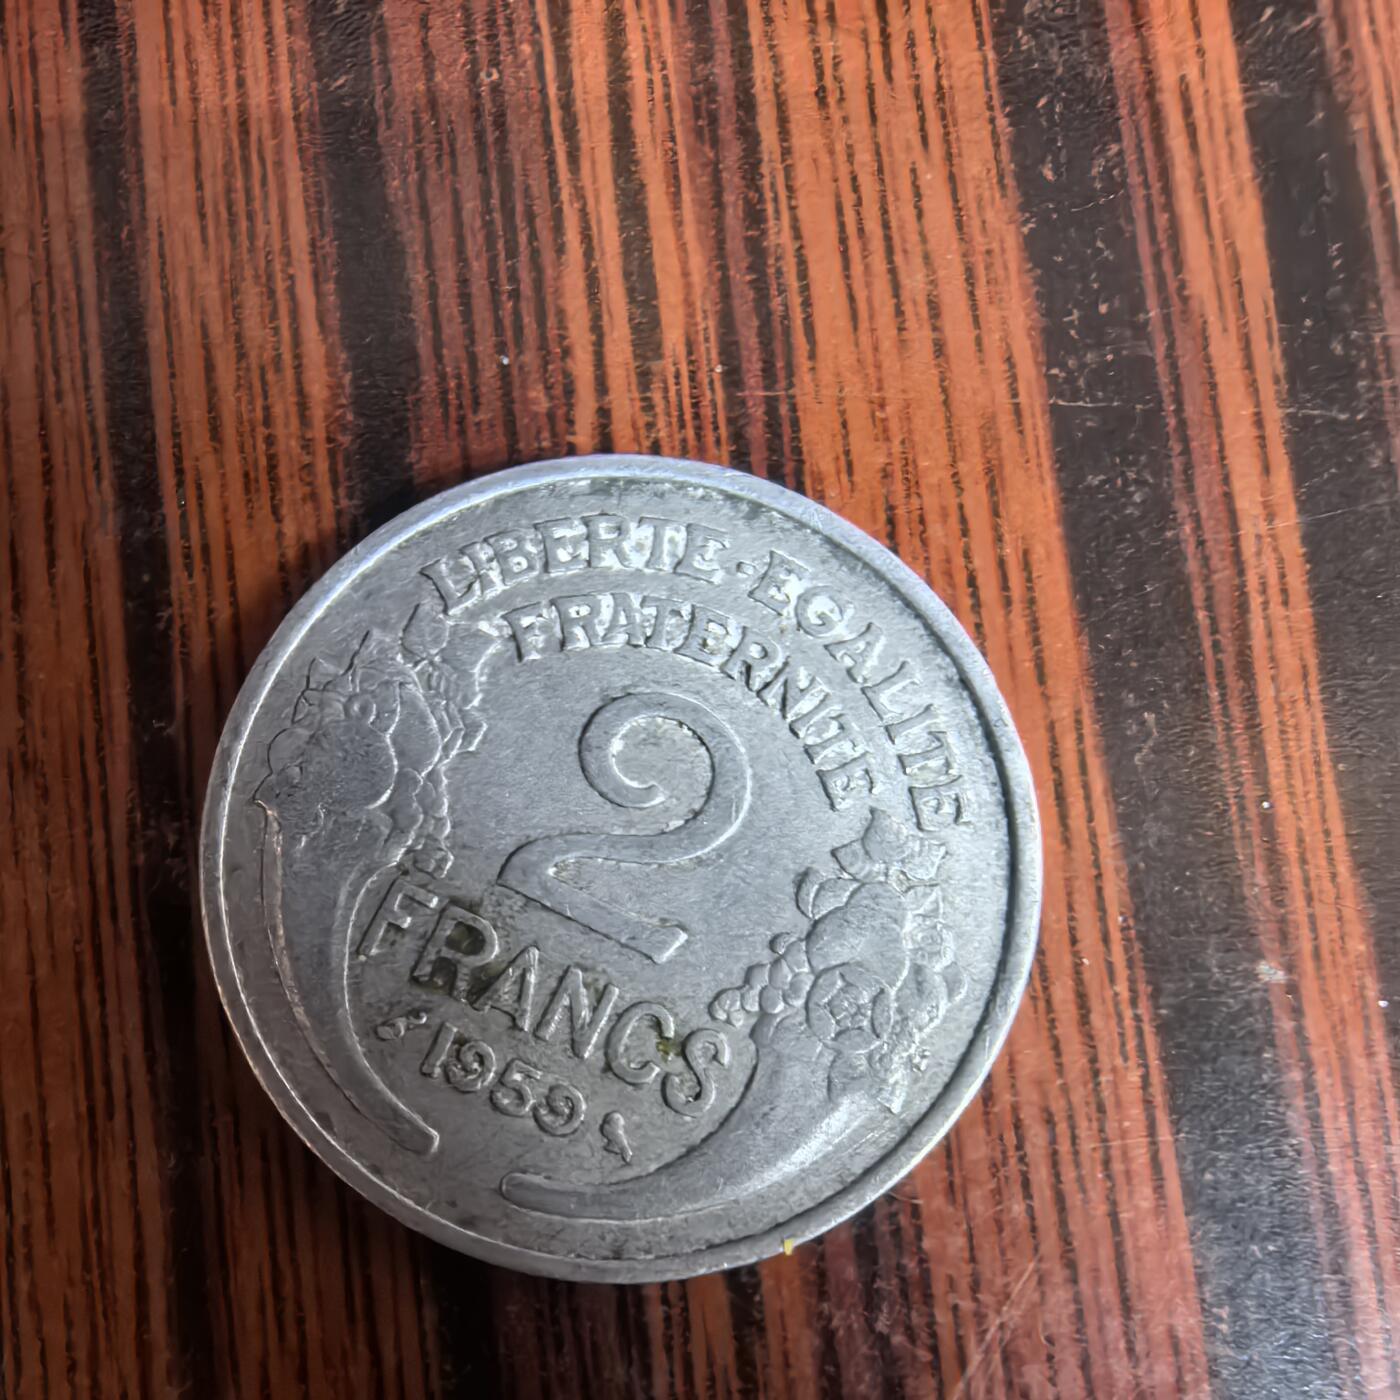 LIBERTE·EGALITE
FRATERNITE
2
FRANCS
1959